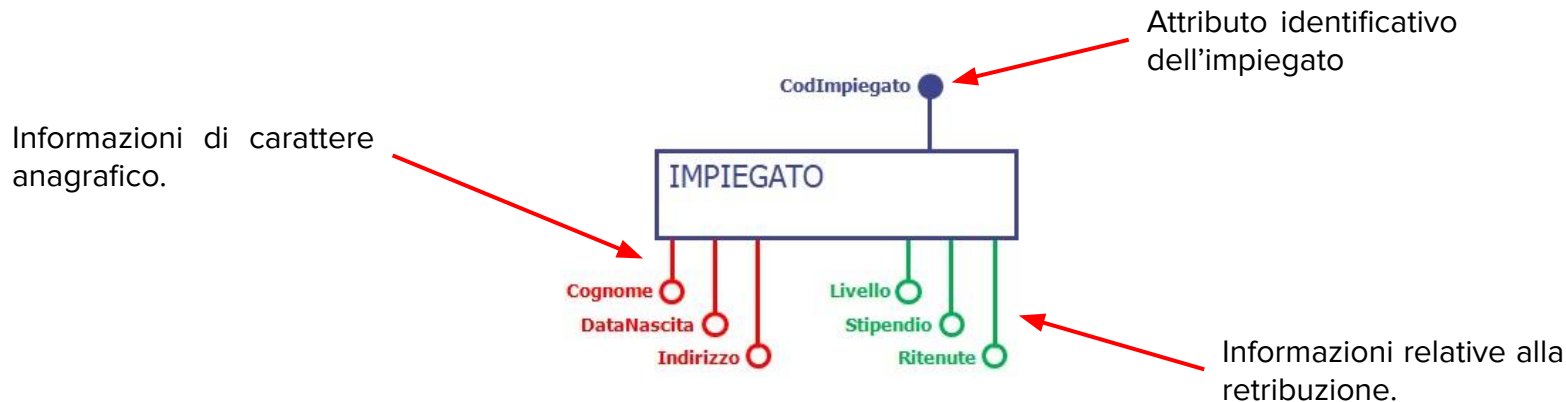 Attributo identificativo
dell'impiegato
CodImpiegato
Informazioni di carattere
anagrafico.
IMPIEGATO
Cognome
Livello
DataNascita
Stipendio
Indirizzo
Ritenute
Informazioni relative alla
retribuzione.